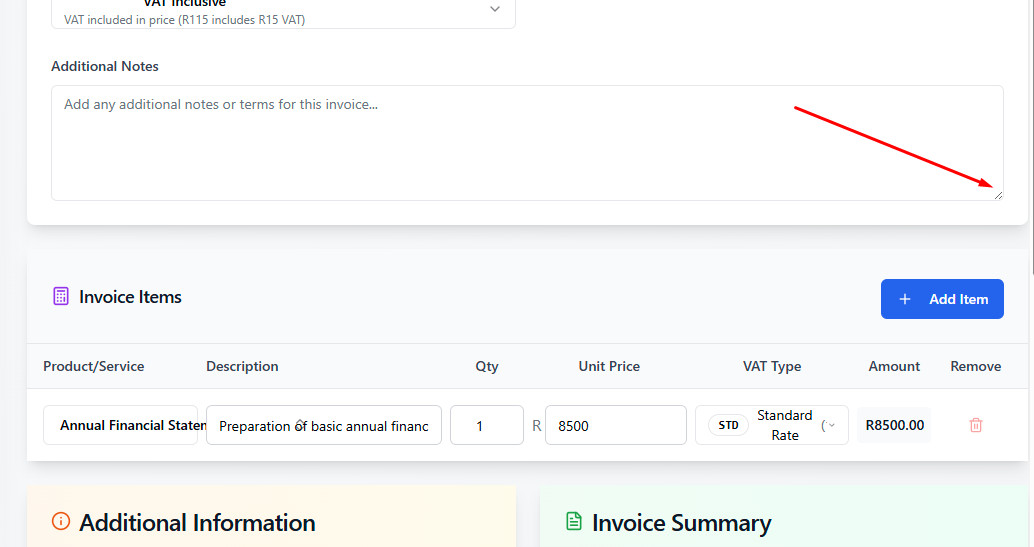 VAT Inclusive
VAT included in price (R115 includes R15 VAT)
Additional Notes
Add any additional notes or terms for this invoice...
Invoice Items
Add Item
Product/Service Description Qty Unit Price VAT Type Amount Remove
Annual Financial Statem Preparation of basic annual financ 1 R 8500 STD Standard Rate ( R8500.00
Additional Information
Invoice Summary